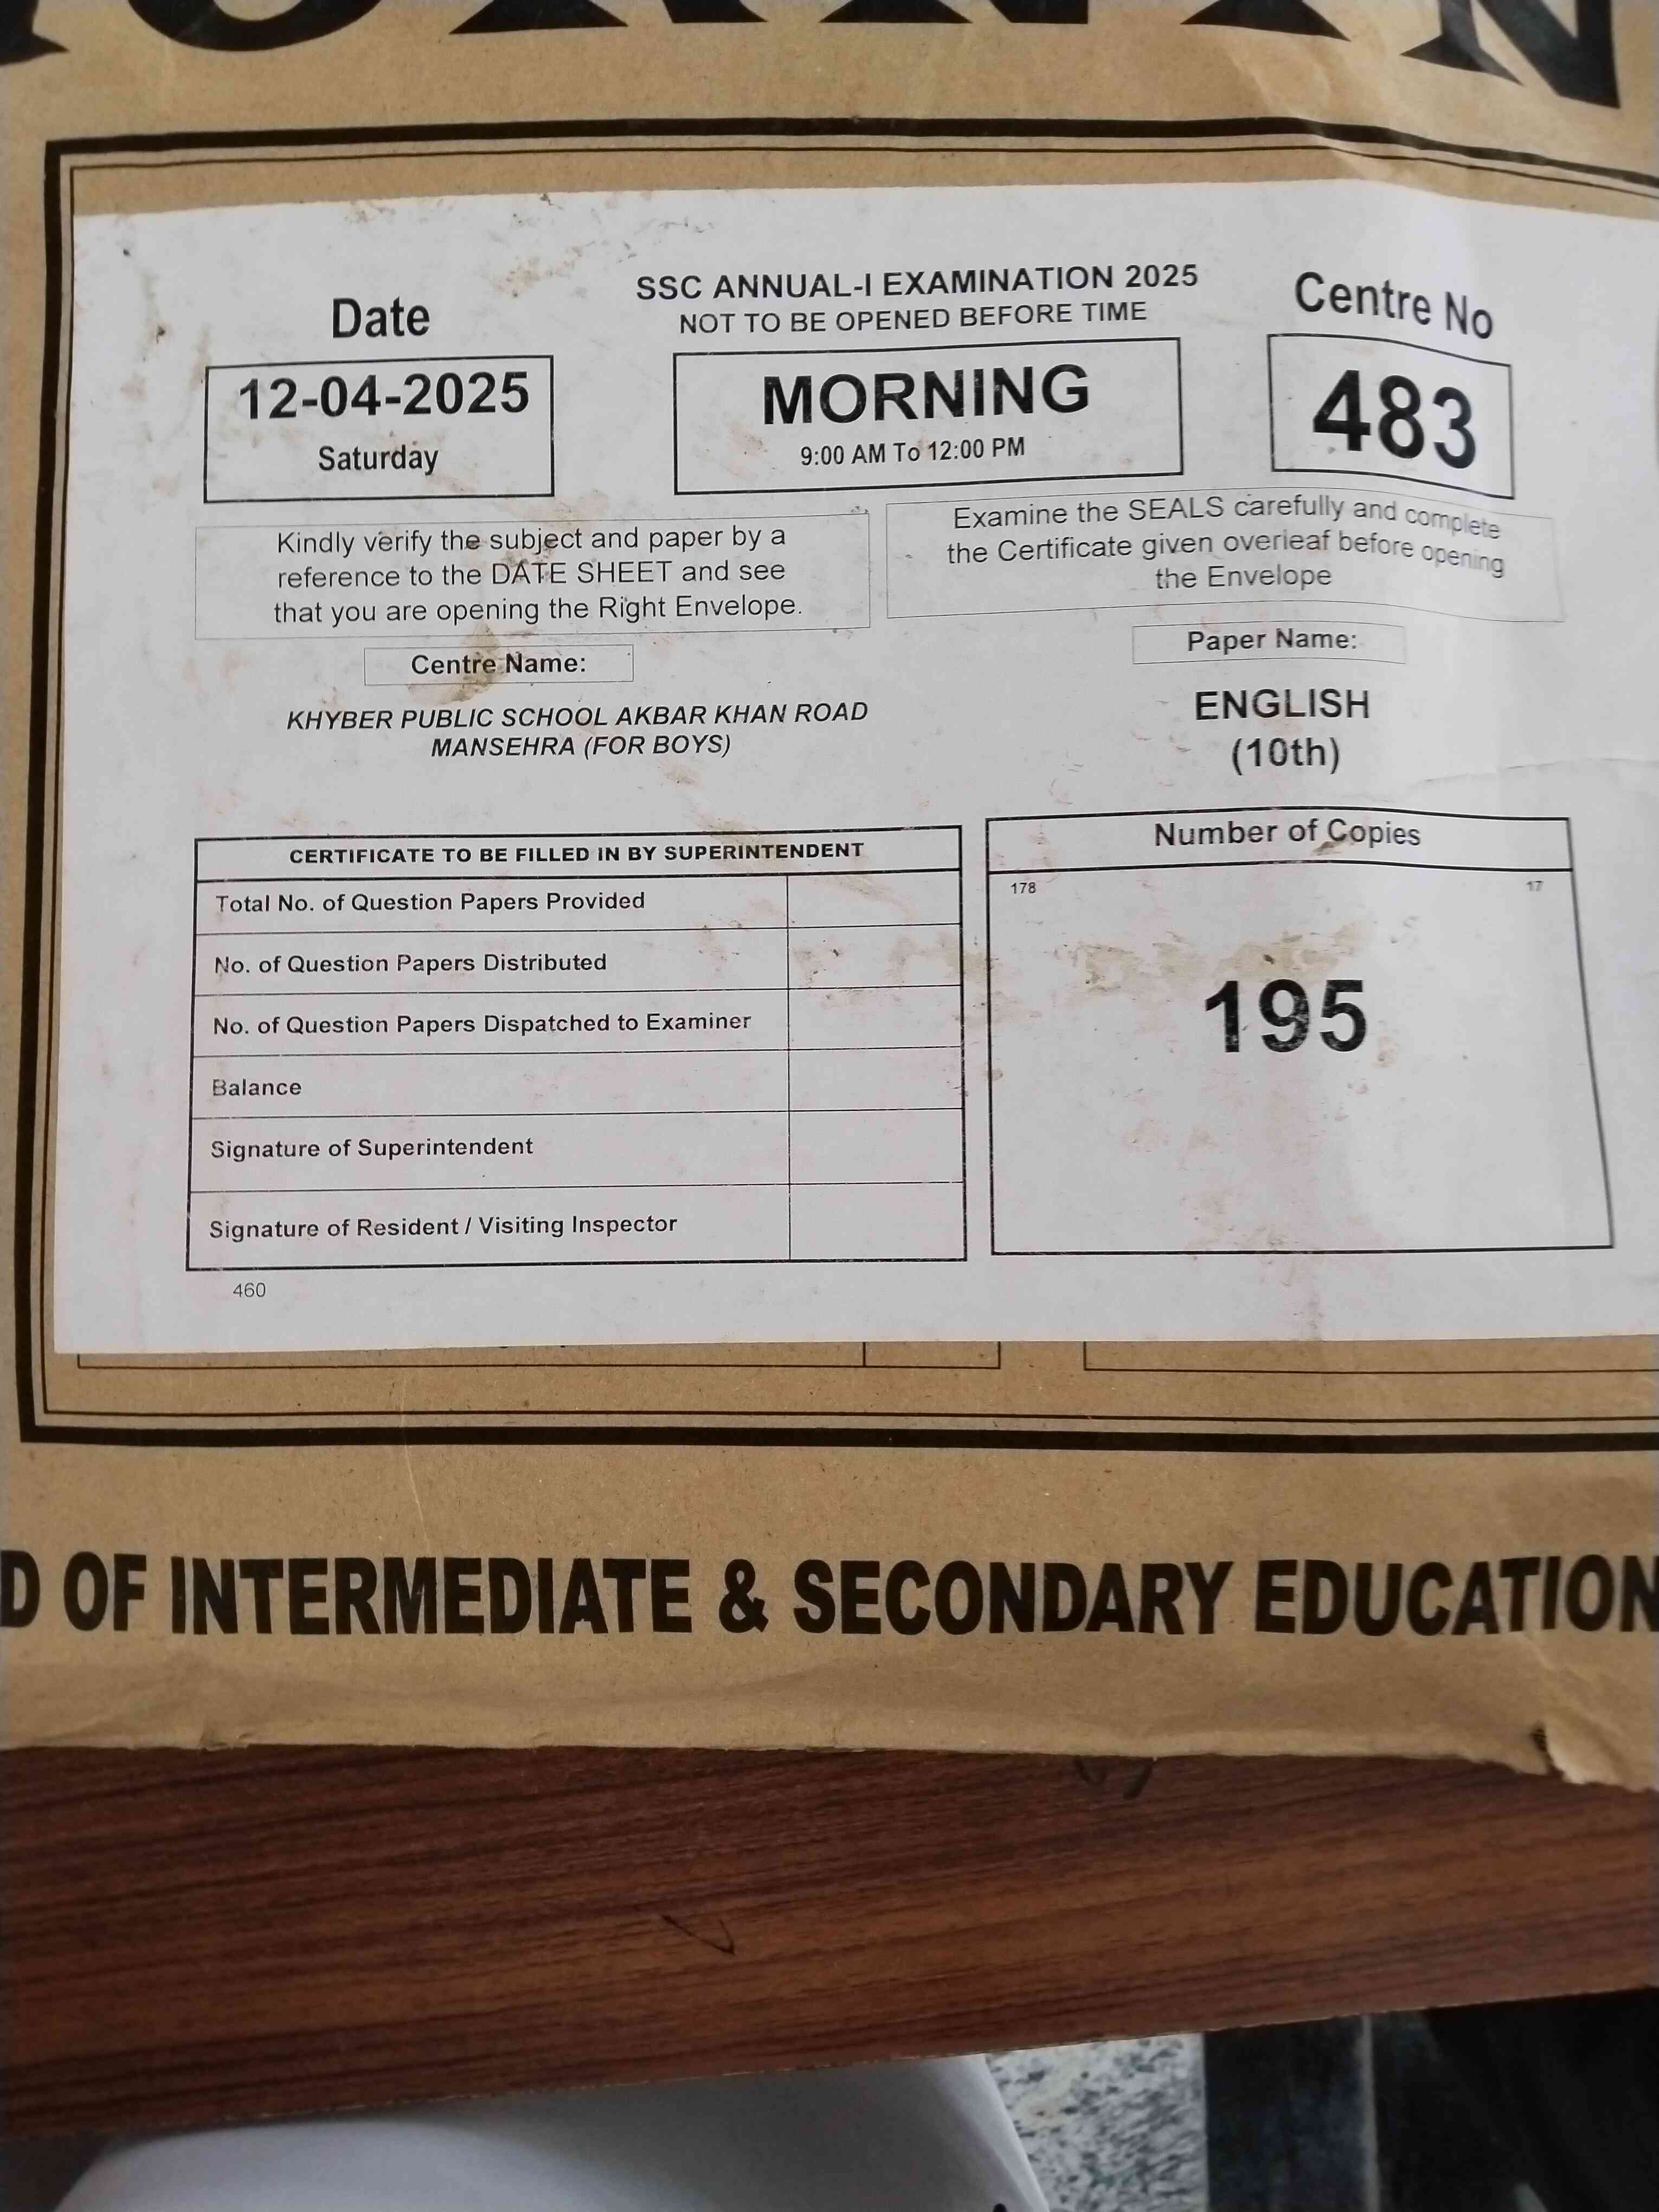 SSC ANNUAL-I EXAMINATION 2025
NOT TO BE OPENED BEFORE TIME
Date
12-04-2025
Saturday
MORNING
9:00 AM To 12:00 PM
Centre No
483
Kindly verify the subject and paper by a
reference to the DATE SHEET and see
that you are opening the Right Envelope.
Examine the SEALS carefully and complete
the Certificate given overieaf before opening
the Envelope
Centre Name:
KHYBER PUBLIC SCHOOL AKBAR KHAN ROAD
MANSEHRA (FOR BOYS)
Paper Name:
ENGLISH
(10th)
CERTIFICATE TO BE FILLED IN BY SUPERINTENDENT
Total No. of Question Papers Provided
No. of Question Papers Distributed
No. of Question Papers Dispatched to Examiner
Balance
Signature of Superintendent
Signature of Resident / Visiting Inspector
460
Number of Copies
178 17
195
D OF INTERMEDIATE & SECONDARY EDUCATION